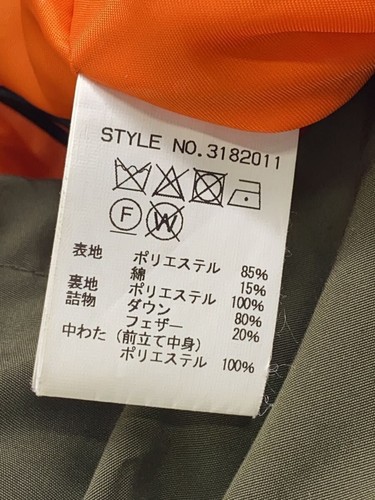 STYLE NO.3182011
F W
表地 ポリエステル 85%
綿 15%
裏地 ポリエステル 100%
詰物 ダウン 80%
フェザー 20%
中わた (前立て中身)
ポリエステル 100%